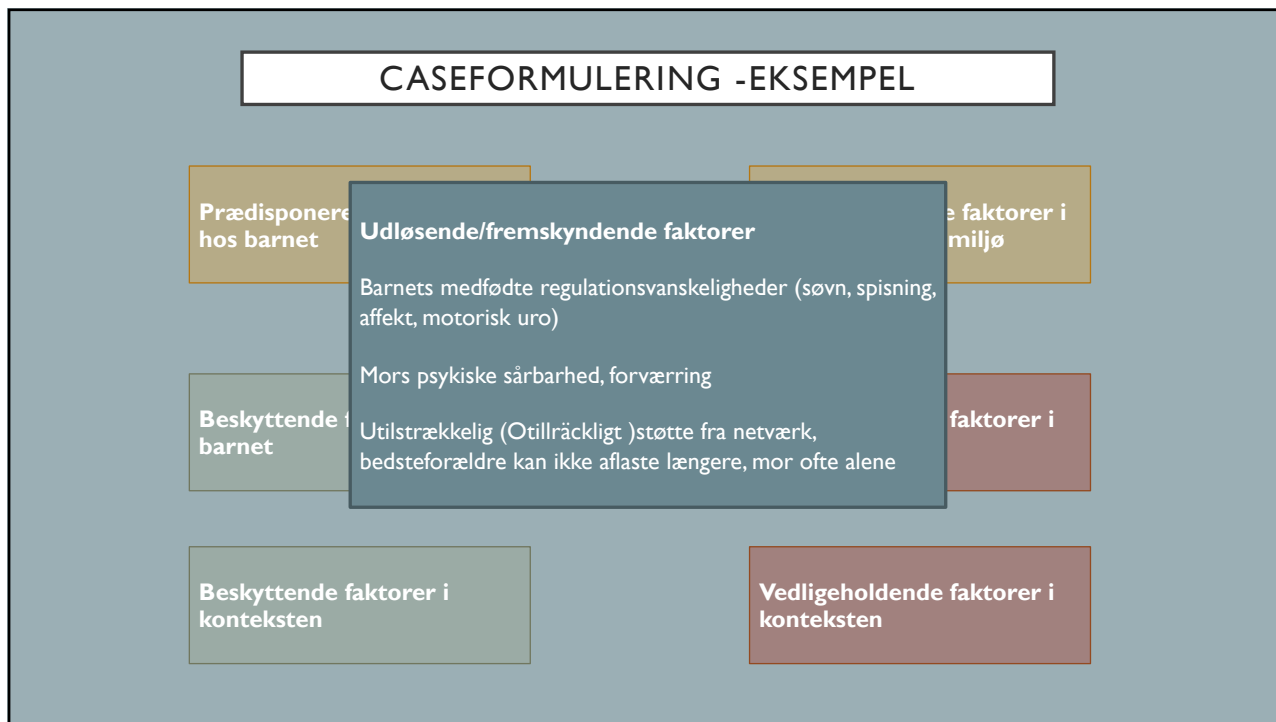 CASEFORMULERING -EKSEMPEL
hos barnet
Udløsende/fremskyndende faktorer
Barnets medfødte regulationsvanskeligheder (søvn, spisning,
affekt, motorisk uro)
Mors psykiske sårbarhed, forværring
Utilstrækkelig (Otillräckligt )støtte fra netværk,
bedsteforældre kan ikke aflaste længere, mor ofte alene
faktorer i
miljø
Beskyttende
barnet
faktorer i
Beskyttende faktorer i
konteksten
Vedligeholdende faktorer i
konteksten